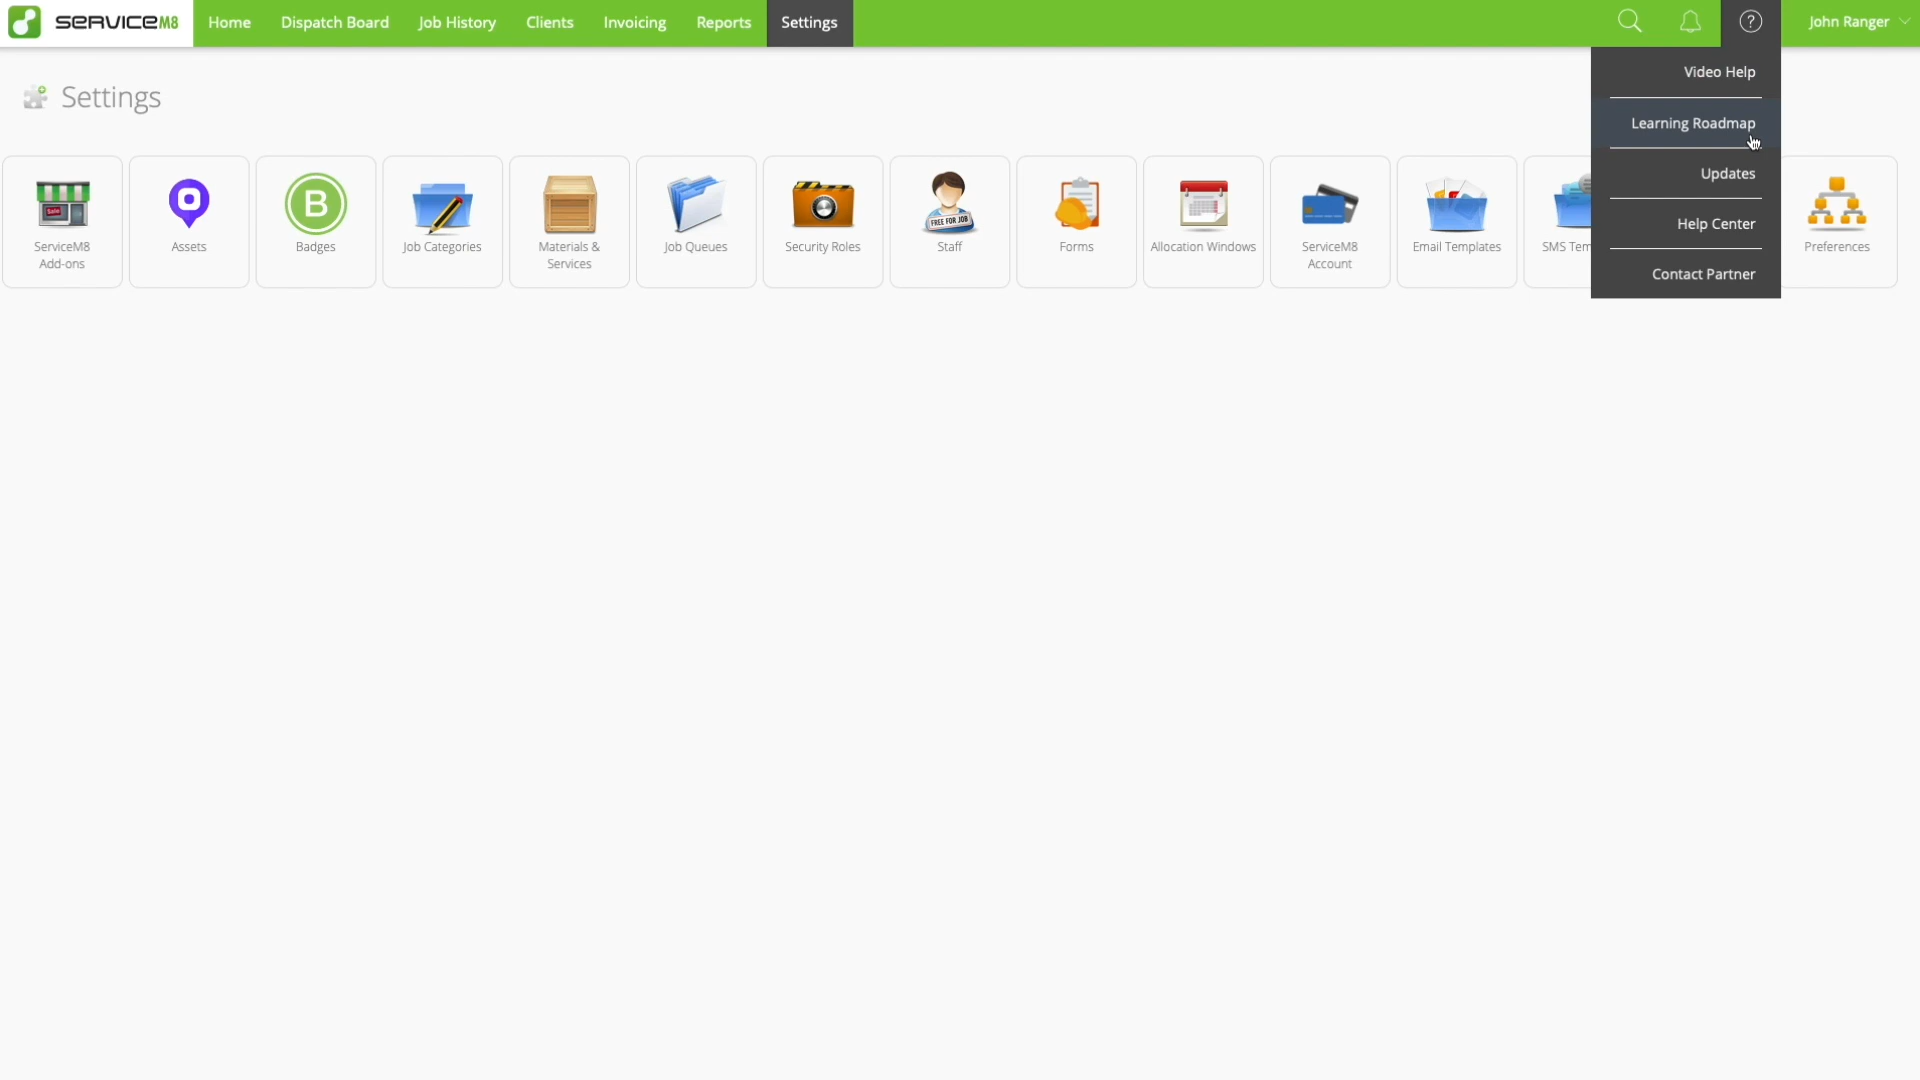 SERVICEM8 Home Dispatch Board Job History Clients Invoicing Reports Settings ? John Ranger
Settings
Video Help
Learning Roadmap
Updates
Help Center
Contact Partner
Sale
ServiceM8
Add-ons
Assets
B
Badges
Job Categories
Materials &
Services
Job Queues
Security Roles
FREE FOR JOB
Staff
Forms
Allocation Windows
ServiceM8
Account
Email Templates
SMS Tem
Preferences